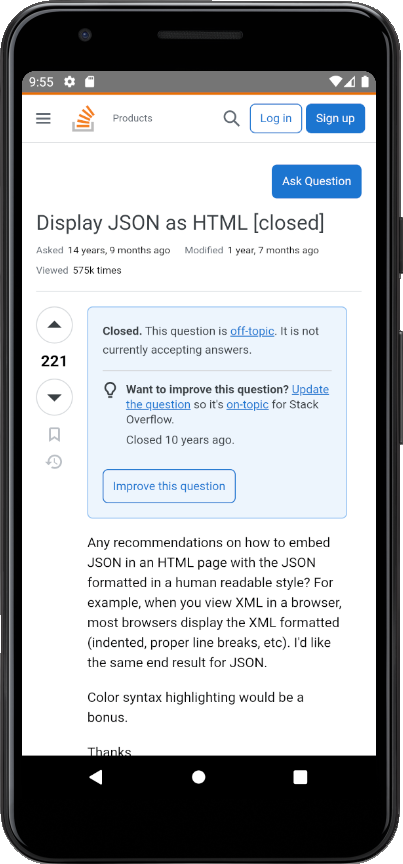 9:55
Products
Log in
Sign up
Ask Question
Display JSON as HTML [closed]
Asked 14 years, 9 months ago Modified 1 year, 7 months ago
Viewed 575k times
221
Closed. This question is off-topic. It is not
currently accepting answers.
Want to improve this question? Update
the question so it's on-topic for Stack
Overflow.
Closed 10 years ago.
Improve this question
Any recommendations on how to embed
JSON in an HTML page with the JSON
formatted in a human readable style? For
example, when you view XML in a browser,
most browsers display the XML formatted
(indented, proper line breaks, etc). I'd like
the same end result for JSON.
Color syntax highlighting would be a
bonus.
Thanks